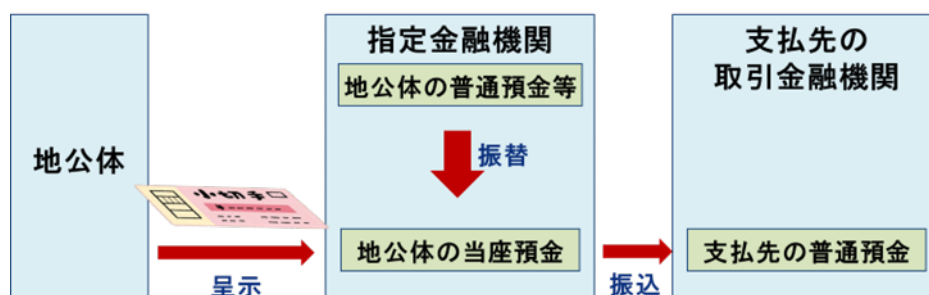 地公体
小切手
呈示
指定金融機関
地公体の普通預金等
振替
地公体の当座預金
振込
支払先の
取引金融機関
支払先の普通預金